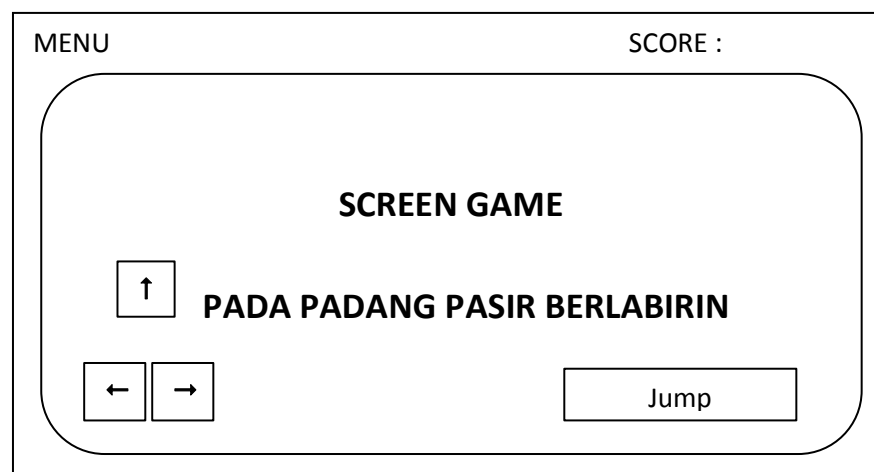 MENU SCORE :
SCREEN GAME
↑
PADA PADANG PASIR BERLABIRIN
← →
Jump